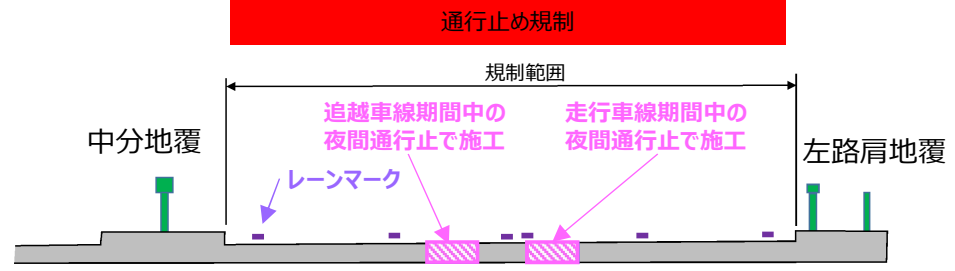 通行止め規制
規制範囲
追越車線期間中の
夜間通行止で施工
走行車線期間中の
夜間通行止で施工
中分地覆
左路肩地覆
レーンマーク